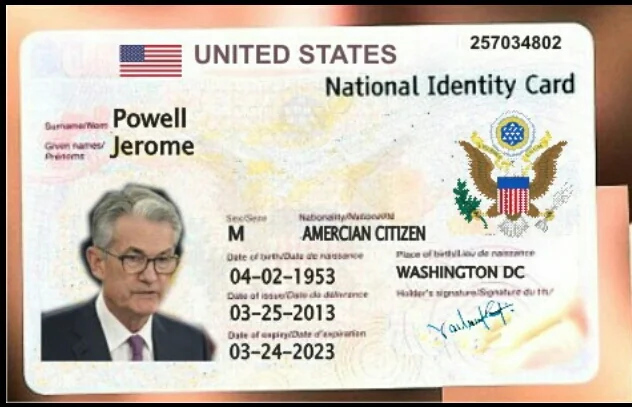 257034802
UNITED STATES
National Identity Card
Surname/Nom Powell
Given names/ Jerome
Prénoms
Sex/Sexe Nationality/Nationalité
M AMERCIAN CITIZEN
Date of birth/Date de naissance Place of birth/Lieu de naissance
04-02-1953 WASHINGTON DC
Date of issue/Date de délivrance Holder's signature/Signature du
03-25-2013
Date of expiry/Date d'expiration
03-24-2023